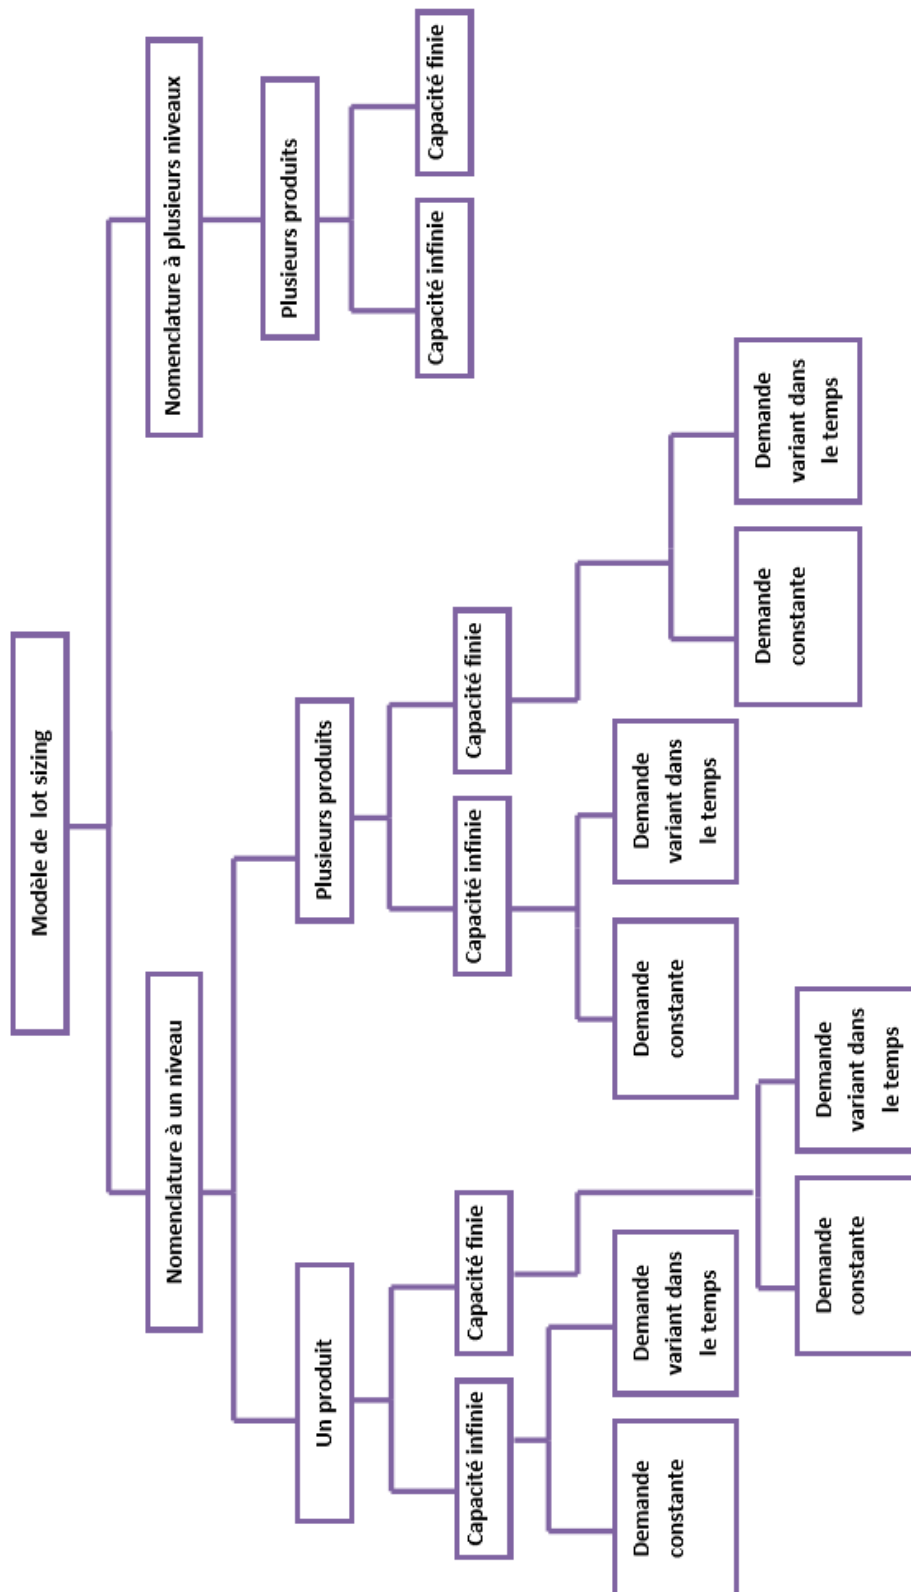 Modèle de lot sizing
Nomenclature à un niveau
Nomenclature à plusieurs niveaux
Un produit
Plusieurs produits
Plusieurs produits
Capacité infinie
Capacité finie
Capacité infinie
Capacité finie
Capacité infinie
Capacité finie
Demande
constante
Demande
variant dans
le temps
Demande
constante
Demande
variant dans
le temps
Demande
constante
Demande
variant dans
le temps
Demande
constante
Demande
variant dans
le temps